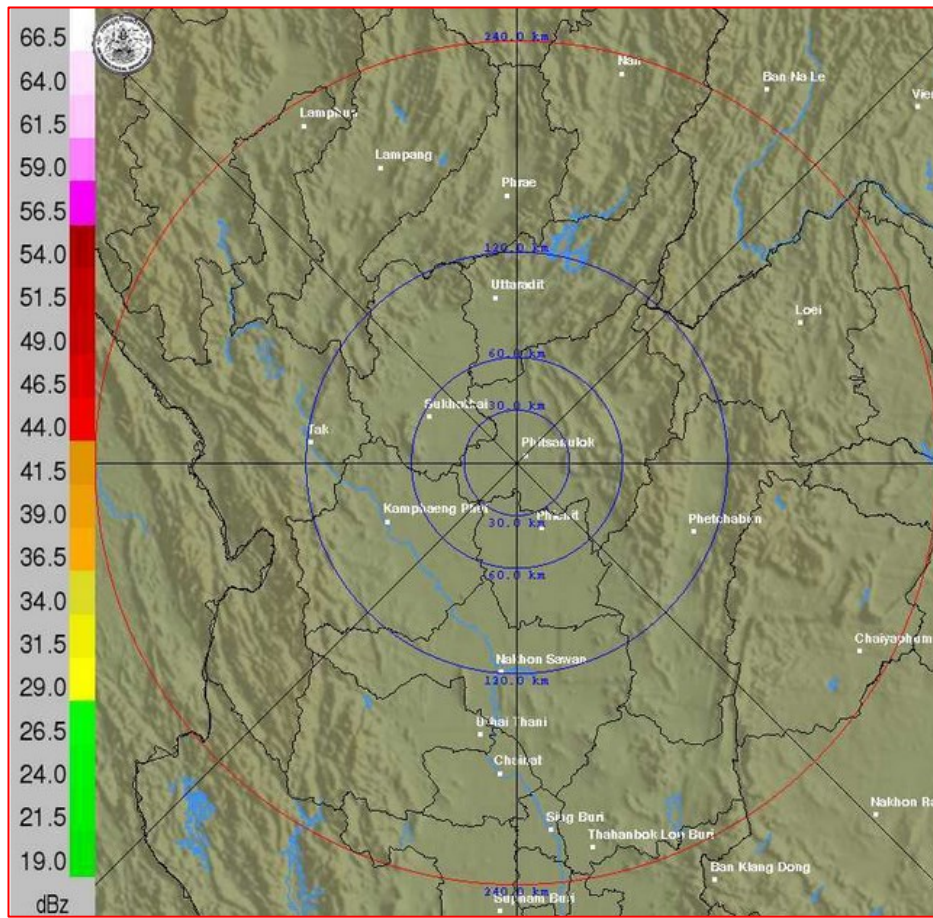 66.5
64.0
61.5
59.0
56.5
54.0
51.5
49.0
46.5
44.0
41.5
39.0
36.5
34.0
31.5
29.0
26.5
24.0
21.5
19.0
dBz
240.0 km
Nan
Ban Na Le
Vien
Lamphun
Lampang
Phrae
120.0 km
Uttaradit
Loei
60.0 km
30.0 km
Sukhothai
Tak
Phitsanulok
Kamphaeng Phet
Phichit
30.0 km
Phetchabun
60.0 km
Chaiyaphum
Nakhon Sawan
120.0 km
Uthai Thani
Chainat
Nakhon Ra
Sing Buri
Thahanbok Lop Buri
Ban Klang Dong
240.0 km
Suphan Buri